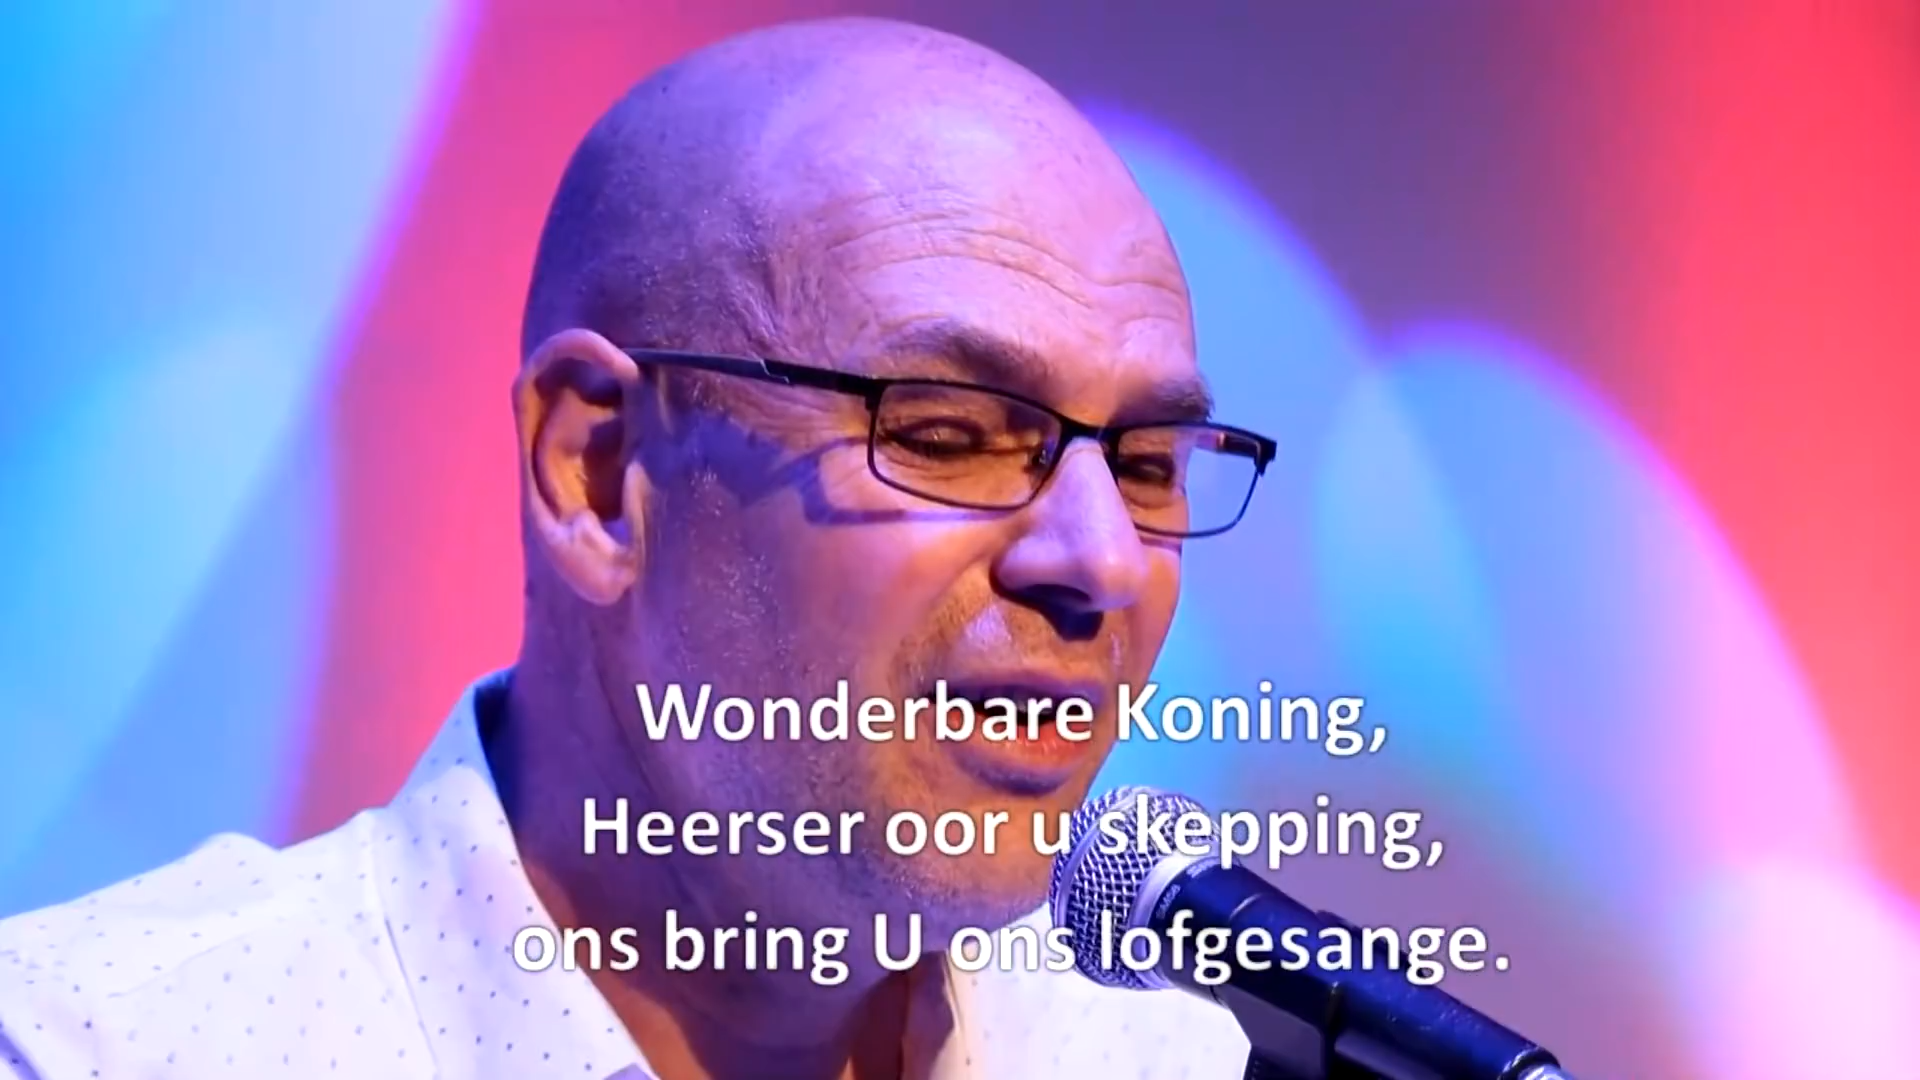 Wonderbare Koning,
Heerser oor u skepping,
ons bring U ons lofgesange.